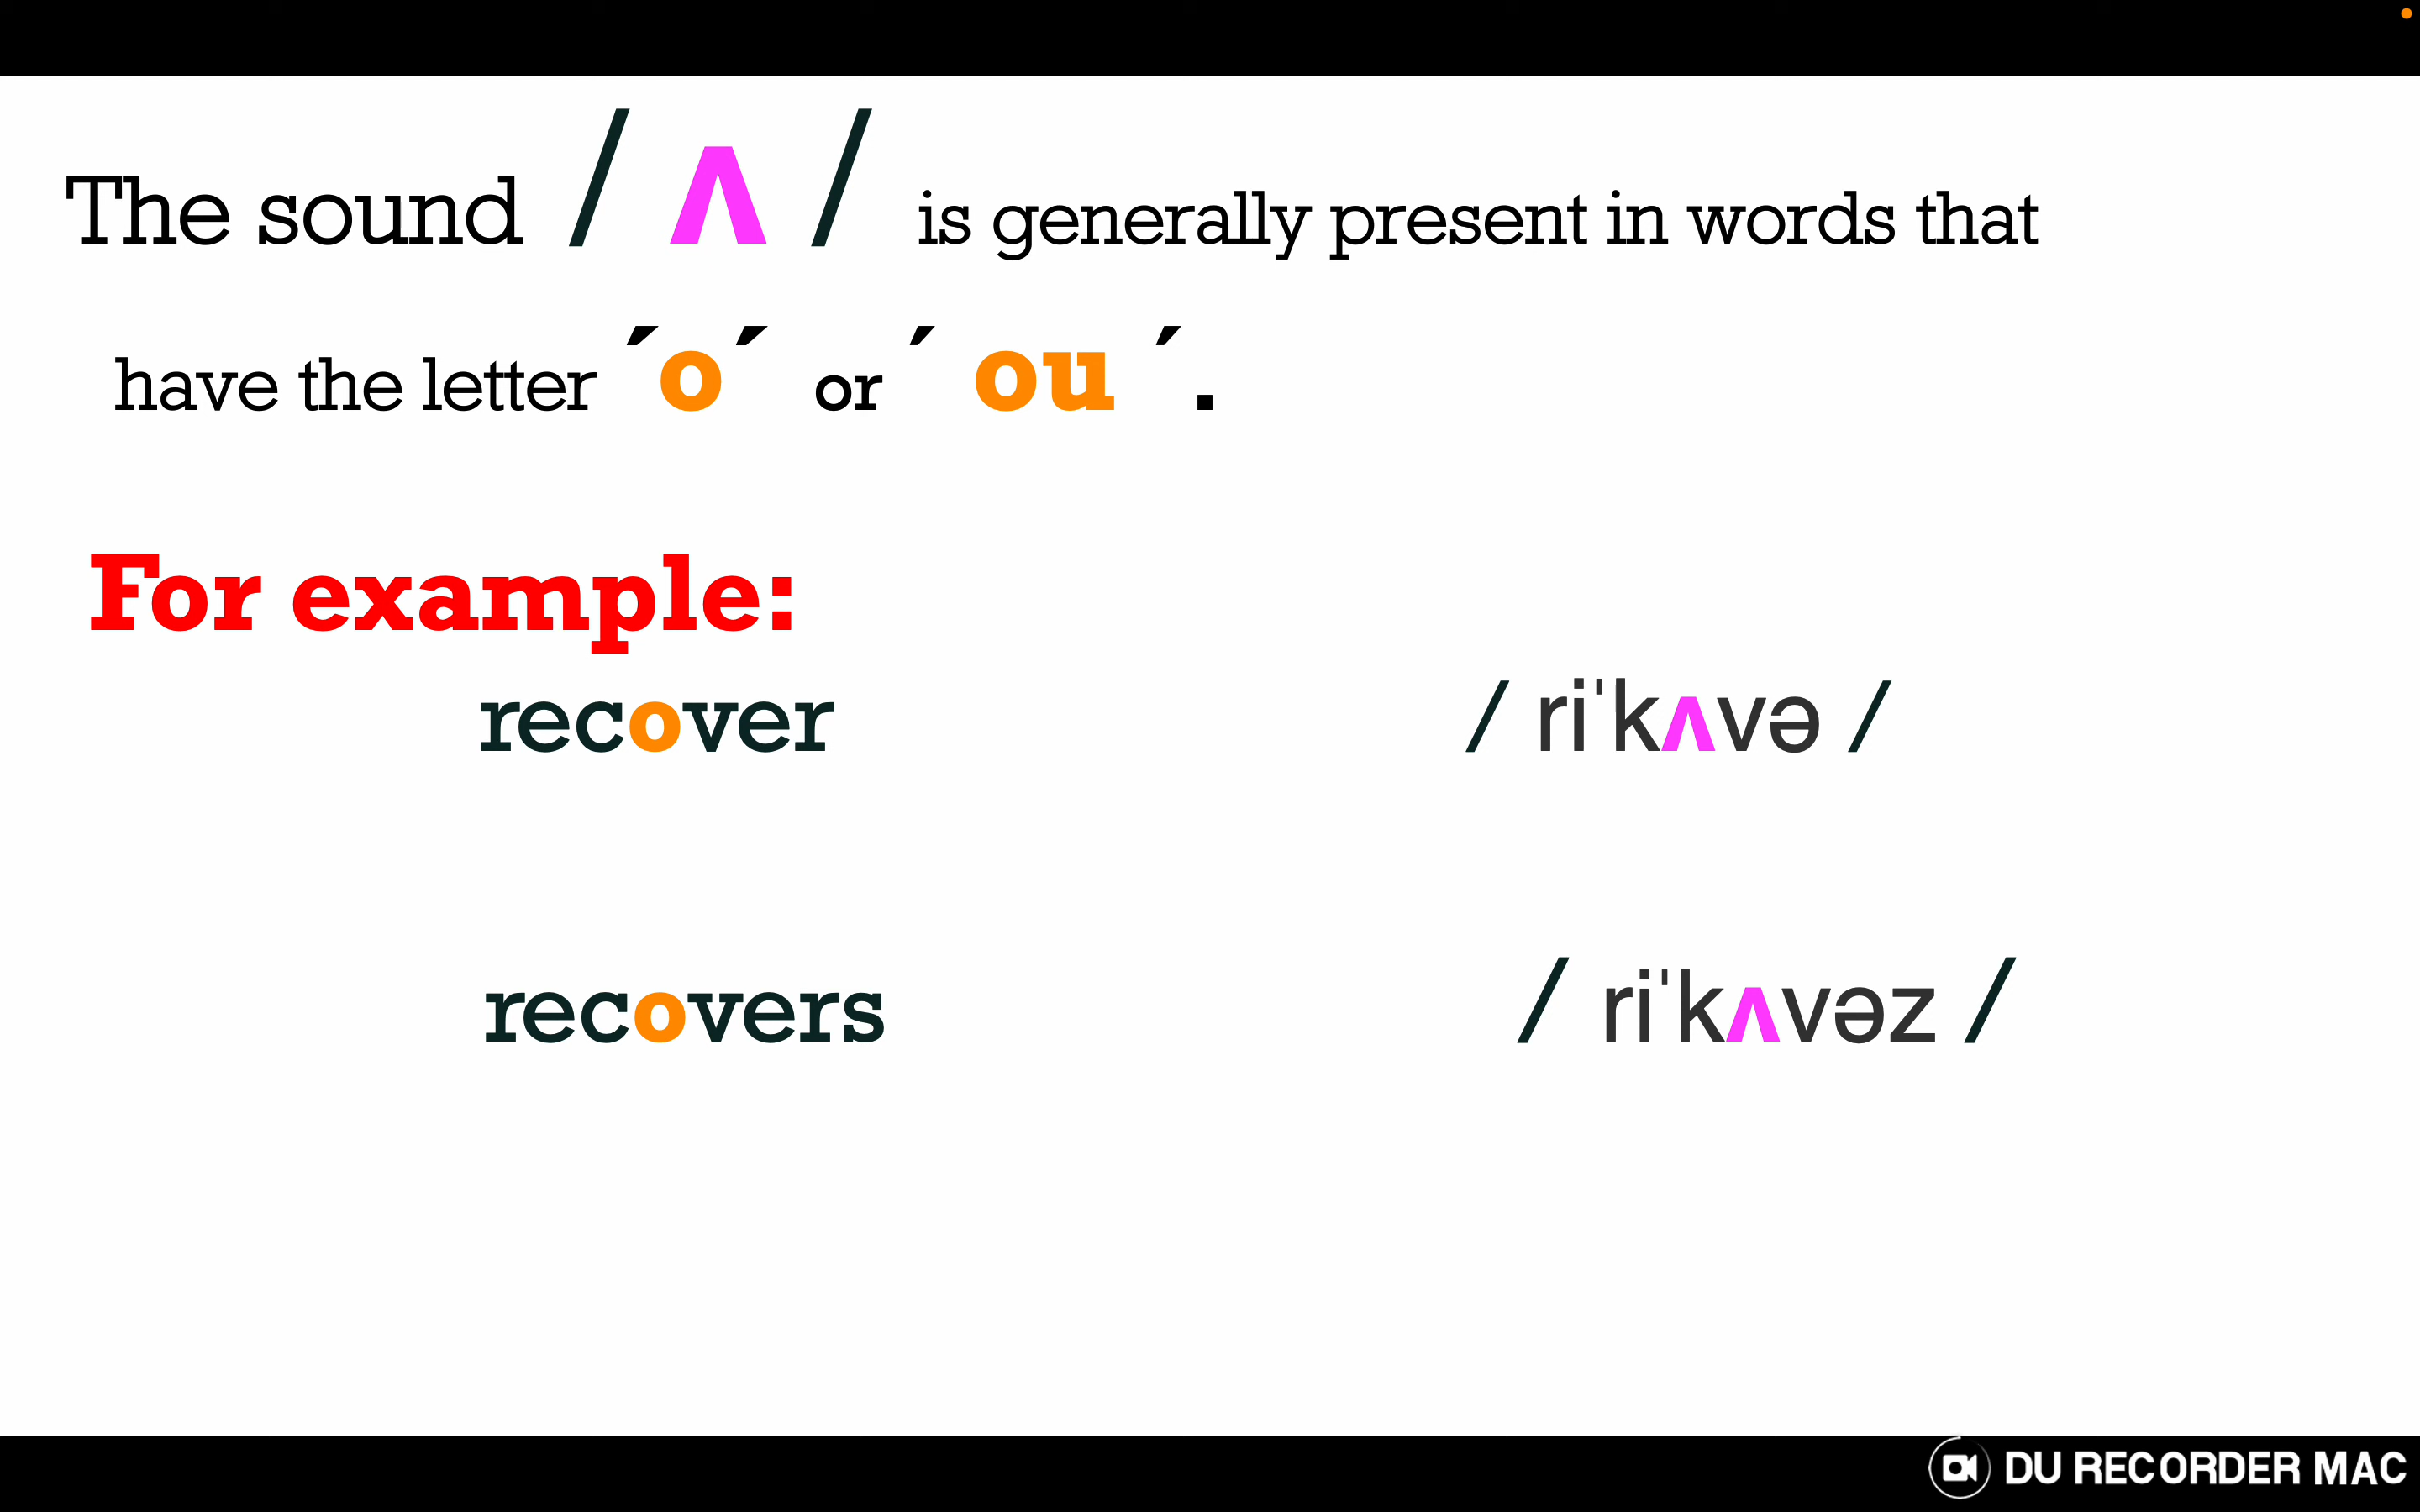 The sound / ʌ / is generally present in words that
have the letter ´o´ or ´ ou ´.
For example:
recover / riˈkʌvə /
recovers / riˈkʌvəz /
DU RECORDER MAC